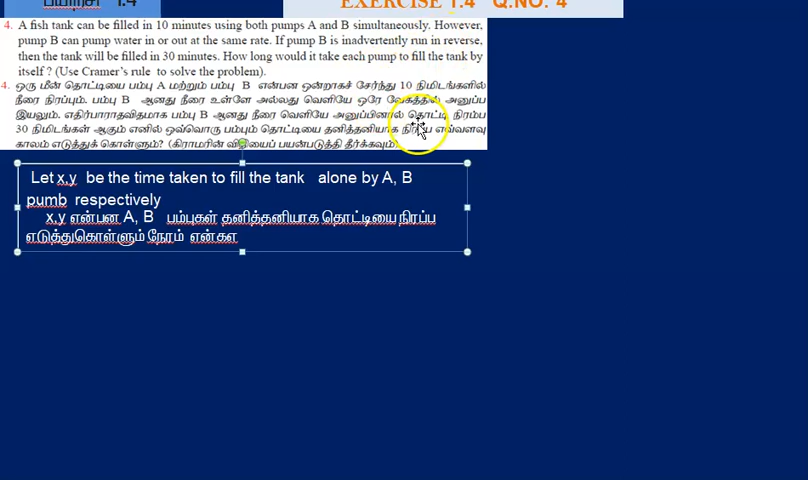 பயிற்சி 1.4
EXERCISE 1.4 Q.NO. 4
4. A fish tank can be filled in 10 minutes using both pumps A and B simultaneously. However,
pump B can pump water in or out at the same rate. If pump B is inadvertently run in reverse,
then the tank will be filled in 30 minutes. How long would it take each pump to fill the tank by
itself ? (Use Cramer's rule to solve the problem).
4. ஒரு மீன் தொட்டியை பம்பு A மற்றும் பம்பு B என்பன ஒன்றாகச் சேர்ந்து 10 நிமிடங்களில்
நீரை நிரப்பும். பம்பு B ஆனது நீரை உள்ளே அல்லது வெளியே ஒரே வேகத்தில் அனுப்ப
இயலும். எதிர்பாராதவிதமாக பம்பு B ஆனது நீரை வெளியே அனுப்பினால் தொட்டி நிரம்ப
30 நிமிடங்கள் ஆகும் எனில் ஒவ்வொரு பம்பும் தொட்டியை தனித்தனியாக எவ்வளவு
காலம் எடுத்துக் கொள்ளும்? (கிராமரின் விதியைப் பயன்படுத்தி தீர்க்கவும்).
Let x,y be the time taken to fill the tank alone by A, B
pumb respectively
x,y என்பன A, B பம்புகள் தனித்தனியாக தொட்டியை நிரப்ப
எடுத்துகொள்ளும் நேரம் என்கஎ